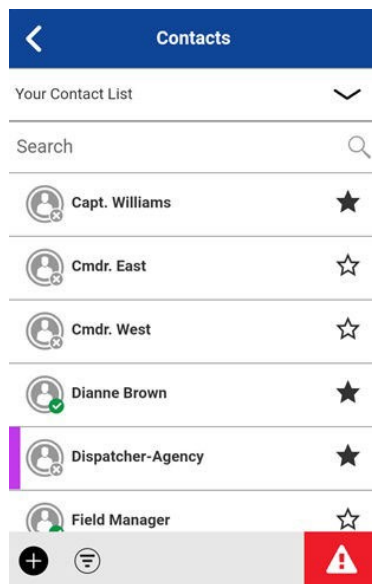 Contacts
Your Contact List
Search
Capt. Williams
Cmdr. East
Cmdr. West
Dianne Brown
Dispatcher-Agency
Field Manager